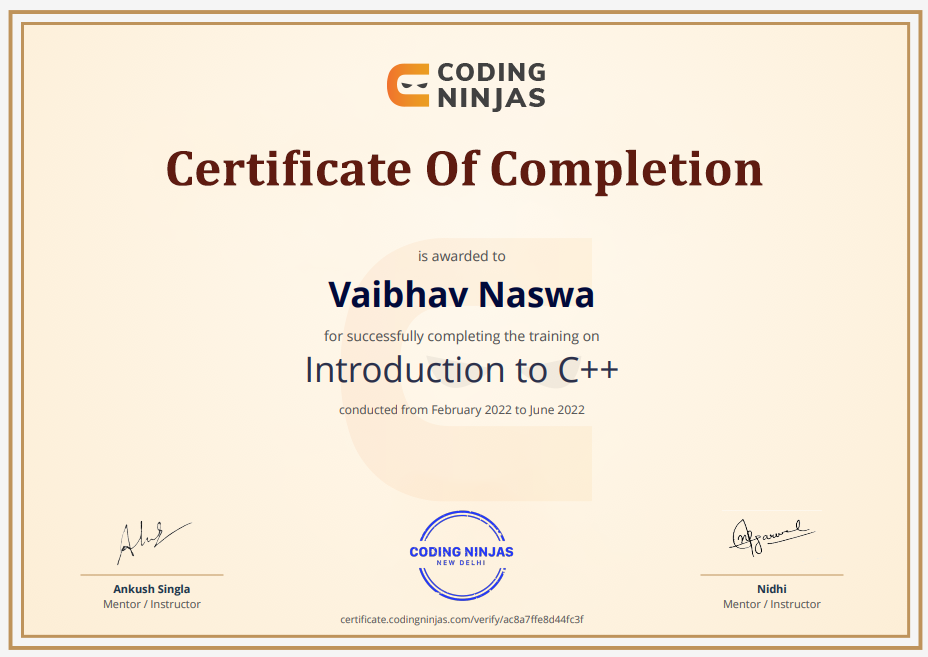 CODING
NINJAS
Certificate Of Completion
is awarded to
Vaibhav Naswa
for successfully completing the training on
Introduction to C++
conducted from February 2022 to June 2022
CODING NINJAS
NEW DELHI
Ankush Singla
Mentor / Instructor
Nidhi
Mentor / Instructor
certificate.codingninjas.com/verify/ac8a7ffe8d44fc3f